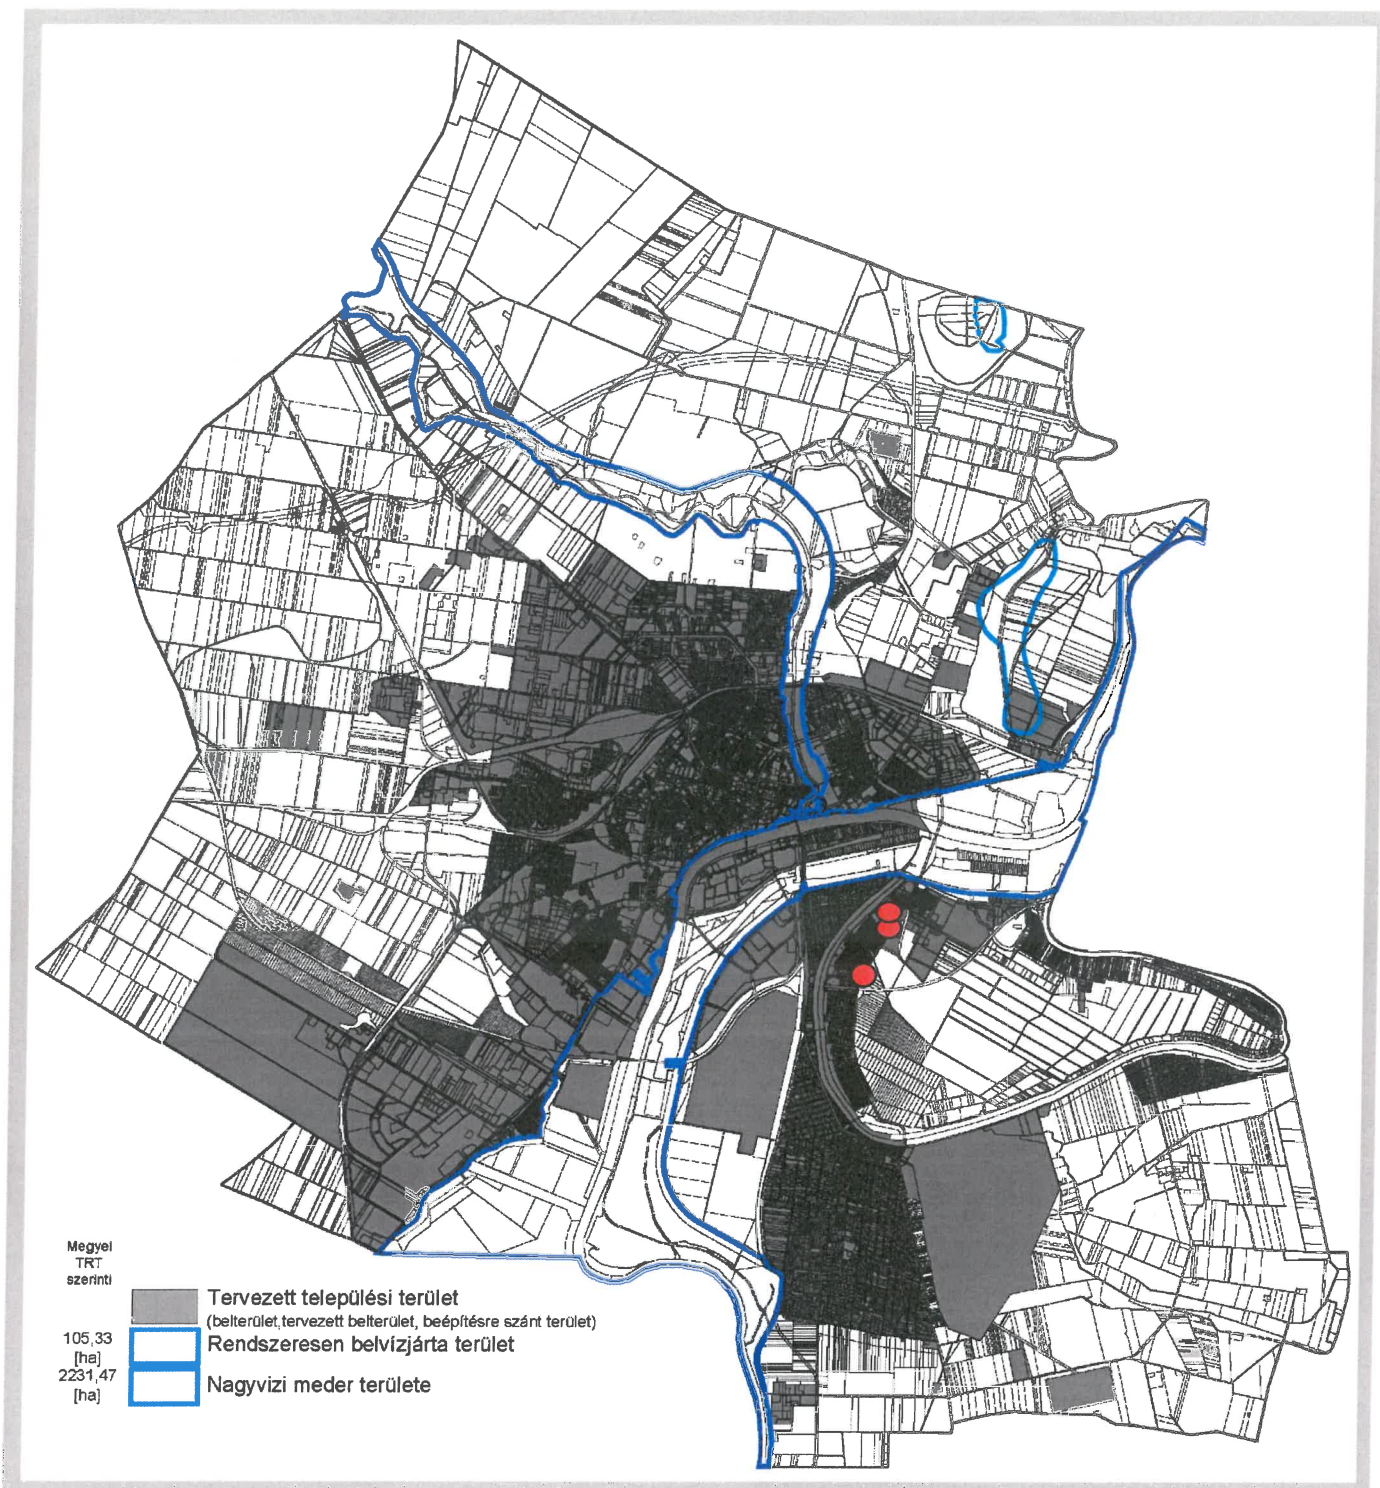 Megyei
TRT
szerinti
Tervezett települési terület
(belterület,tervezett belterület, beépítésre szánt terület)
105,33
[ha]
Rendszeresen belvízjárta terület
2231,47
[ha]
Nagyvizi meder területe